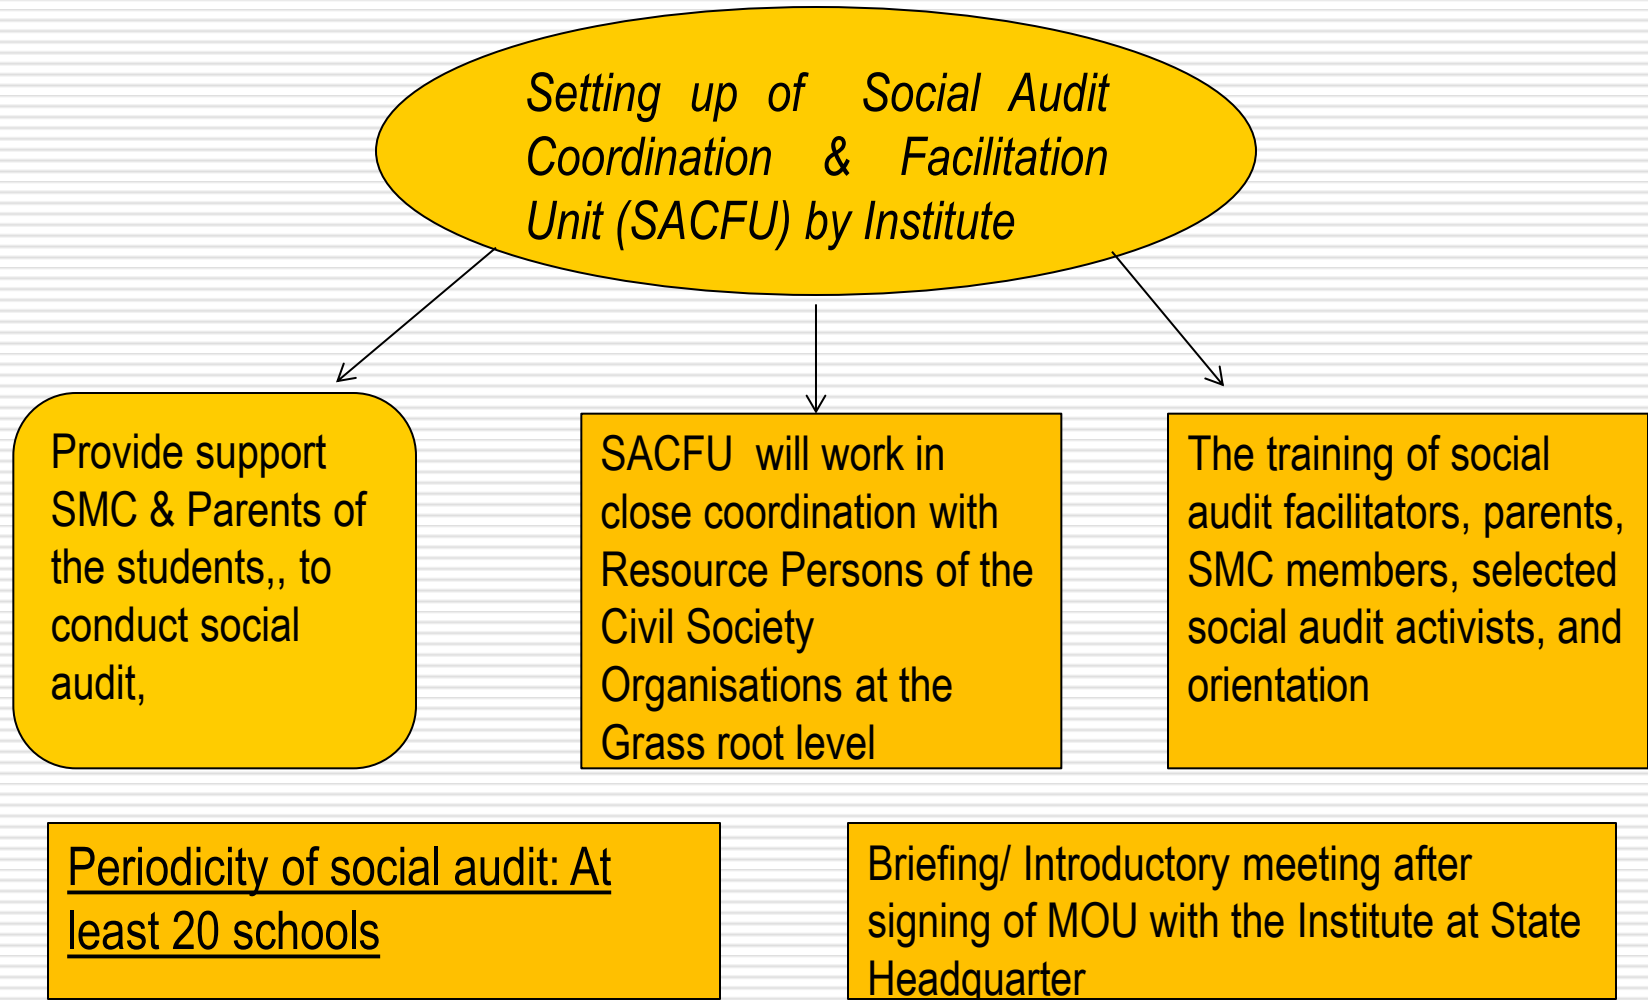 Setting up of Social Audit
Coordination & Facilitation
Unit (SACFU) by Institute
Provide support
SMC & Parents of
the students,, to
conduct social
audit,
SACFU will work in
close coordination with
Resource Persons of the
Civil Society
Organisations at the
Grass root level
The training of social
audit facilitators, parents,
SMC members, selected
social audit activists, and
orientation
Periodicity of social audit: At
least 20 schools
Briefing/ Introductory meeting after
signing of MOU with the Institute at State
Headquarter